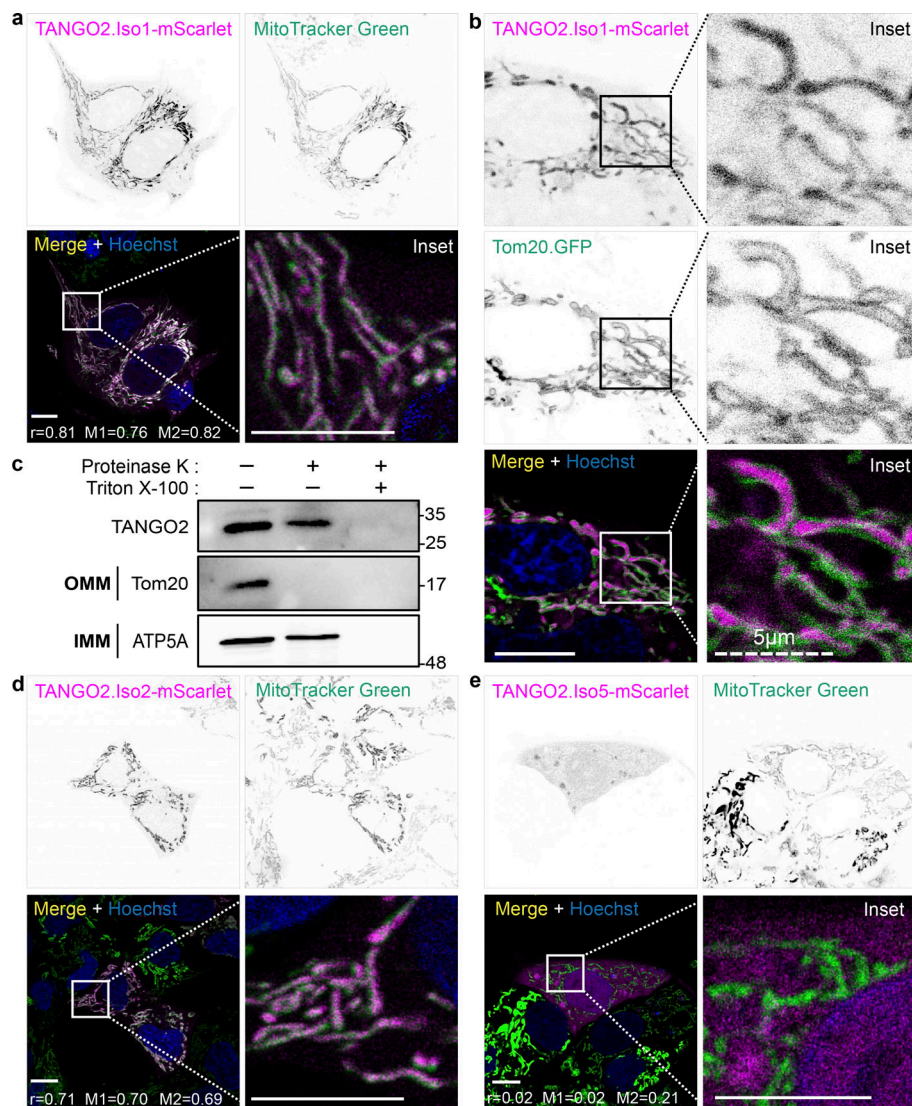 a
TANGO2.Iso1-mScarlet
MitoTracker Green
Merge + Hoechst
Inset
r=0.81 M1=0.76 M2=0.82
b
TANGO2.Iso1-mScarlet
Inset
Tom20.GFP
Inset
Merge + Hoechst
Inset
5µm
c
Proteinase K : – + +
Triton X-100 : – – +
TANGO2
-35
-25
OMM Tom20 -17
IMM ATP5A
-48
d
TANGO2.Iso2-mScarlet
MitoTracker Green
Merge + Hoechst
r=0.71 M1=0.70 M2=0.69
e
TANGO2.Iso5-mScarlet
MitoTracker Green
Merge + Hoechst
Inset
r=0.02 M1=0.02 M2=0.21